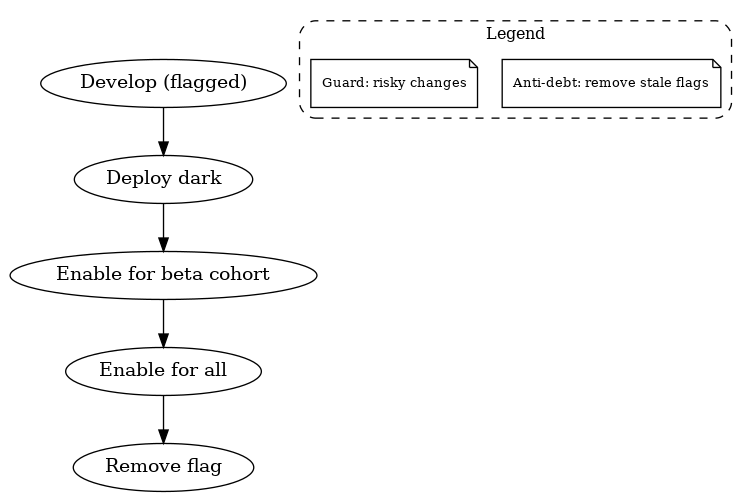 Legend
Guard: risky changes
Anti-debt: remove stale flags
Develop (flagged)
Deploy dark
Enable for beta cohort
Enable for all
Remove flag